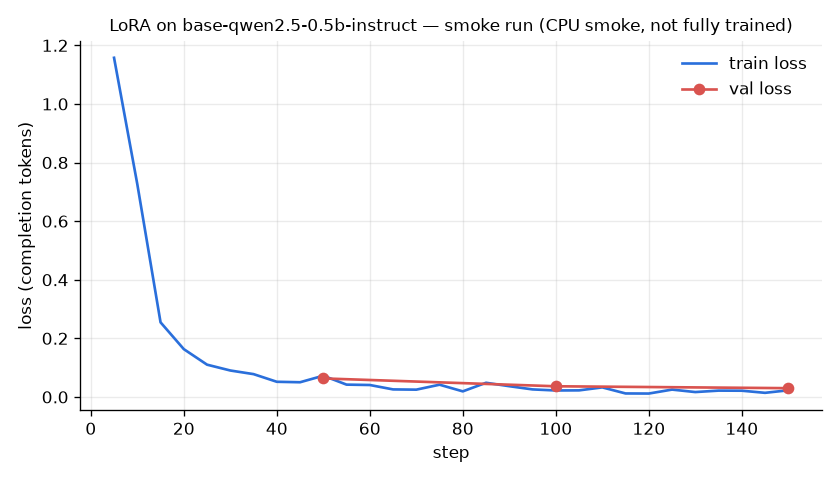 LoRA on base-qwen2.5-0.5b-instruct — smoke run (CPU smoke, not fully trained)
train loss
val loss
loss (completion tokens)
1.2
1.0
0.8
0.6
0.4
0.2
0.0
0 20 40 60 80 100 120 140
step